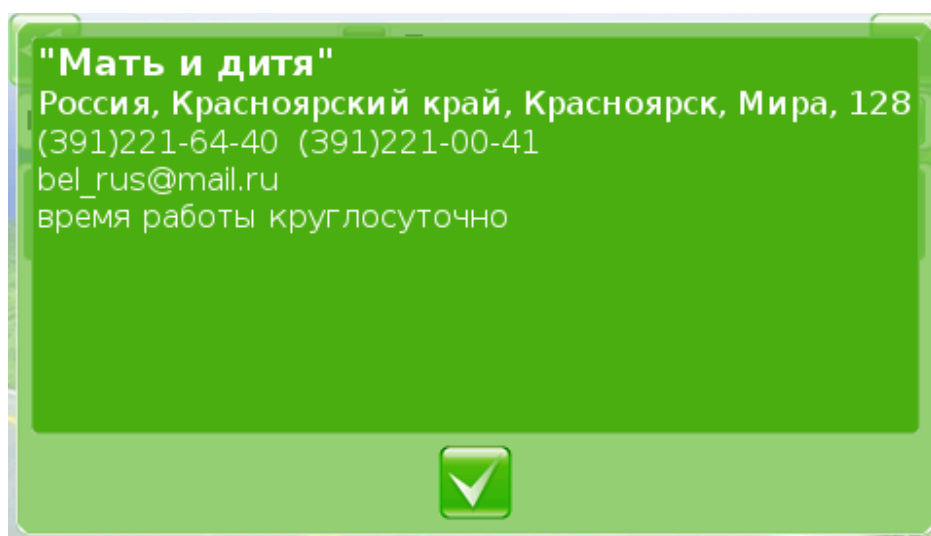 "Мать и дитя"
Россия, Красноярский край, Красноярск, Мира, 128
(391)221-64-40 (391)221-00-41
bel_rus@mail.ru
время работы круглосуточно